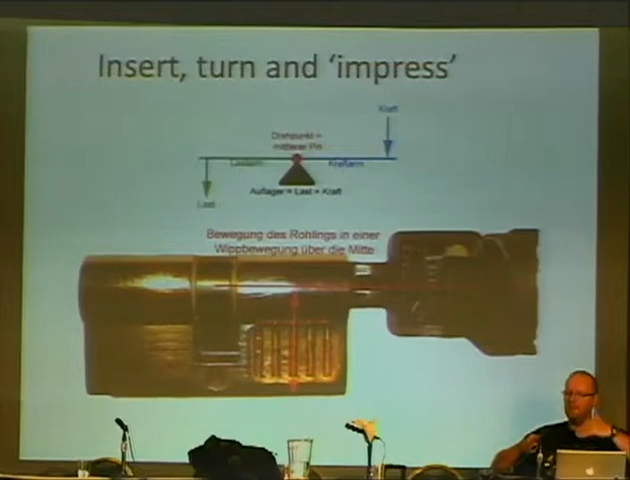 Insert, turn and 'impress'
Kraft
Drehpunkt =
mittlerer Pin
Lastarm
Kraftarm
Auflager = Last + Kraft
Last
Bewegung des Rohlings in einer
Wippbewegung über die Mitte